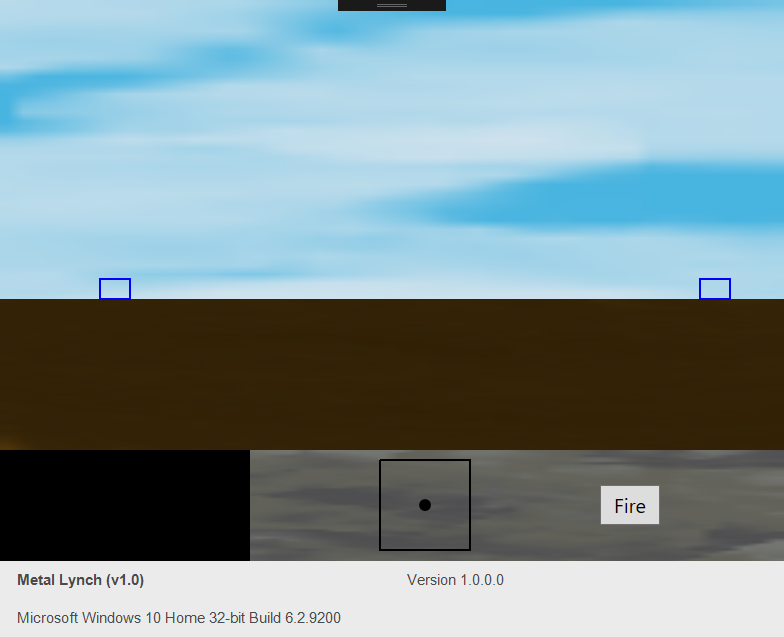 Fire
Metal Lynch (v1.0)
Version 1.0.0.0
Microsoft Windows 10 Home 32-bit Build 6.2.9200